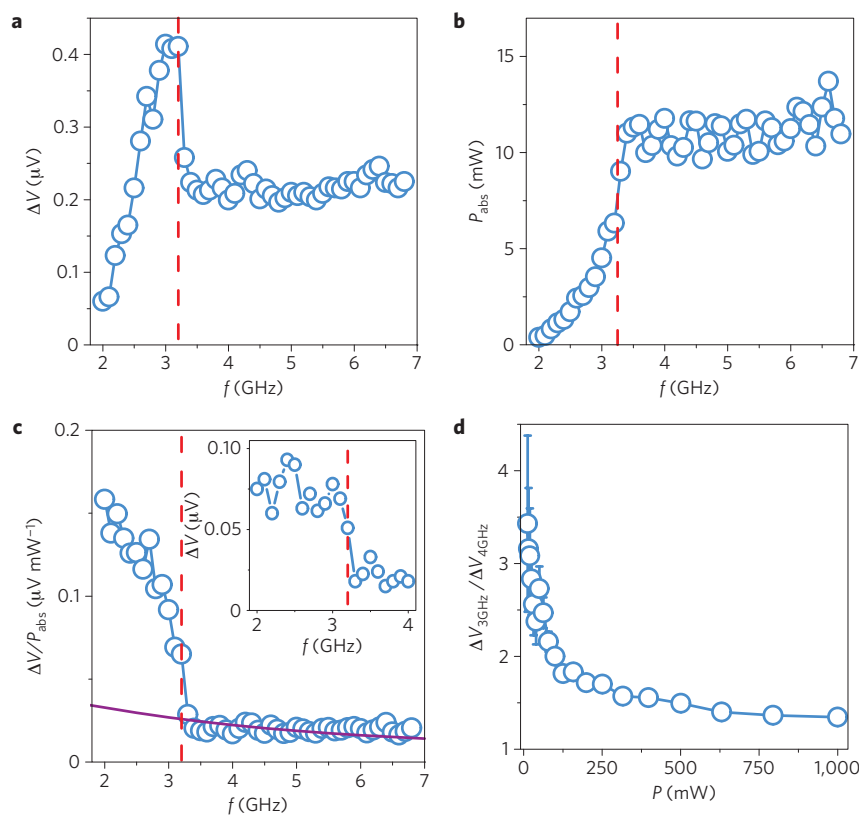 a
ΔV (μV)
0.4
0.3
0.2
0.1
0
2 3 4 5 6 7
f (GHz)
b
P_abs (mW)
15
10
5
0
2 3 4 5 6 7
f (GHz)
c
ΔV/P_abs (μV mW⁻¹)
0.2
0.1
0
2 3 4 5 6 7
f (GHz)
ΔV (μV)
0.10
0.05
0
2 3 4
f (GHz)
d
ΔV_3GHz / ΔV_4GHz
4
3
2
1
0 250 500 750 1,000
P (mW)